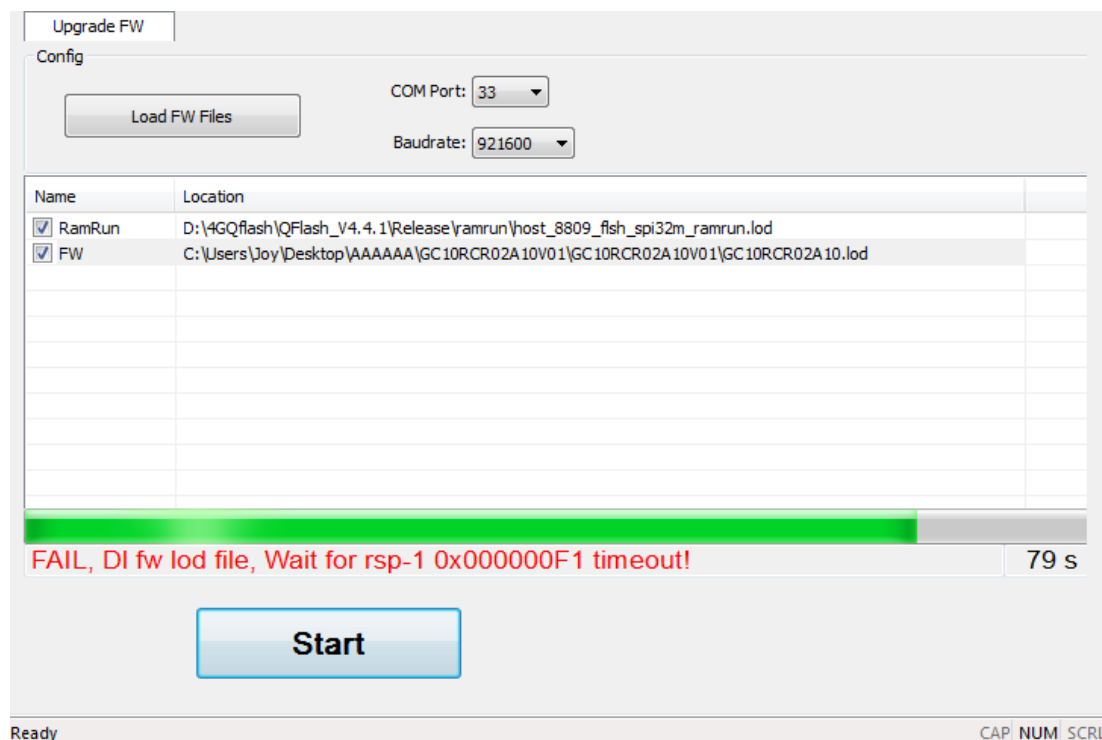 Upgrade FW
Config
Load FW Files
COM Port: 33
Baudrate: 921600
Name Location
RamRun D:\4GQflash\QFlash_V4.4.1\Release\ramrun\host_8809_flsh_spi32m_ramrun.lod
FW C:\Users\Joy\Desktop\AAAAAA\GC10RCR02A10V01\GC10RCR02A10V01\GC10RCR02A10.lod
FAIL, Dl fw lod file, Wait for rsp-1 0x000000F1 timeout! 79 s
Start
Ready CAP NUM SCRL